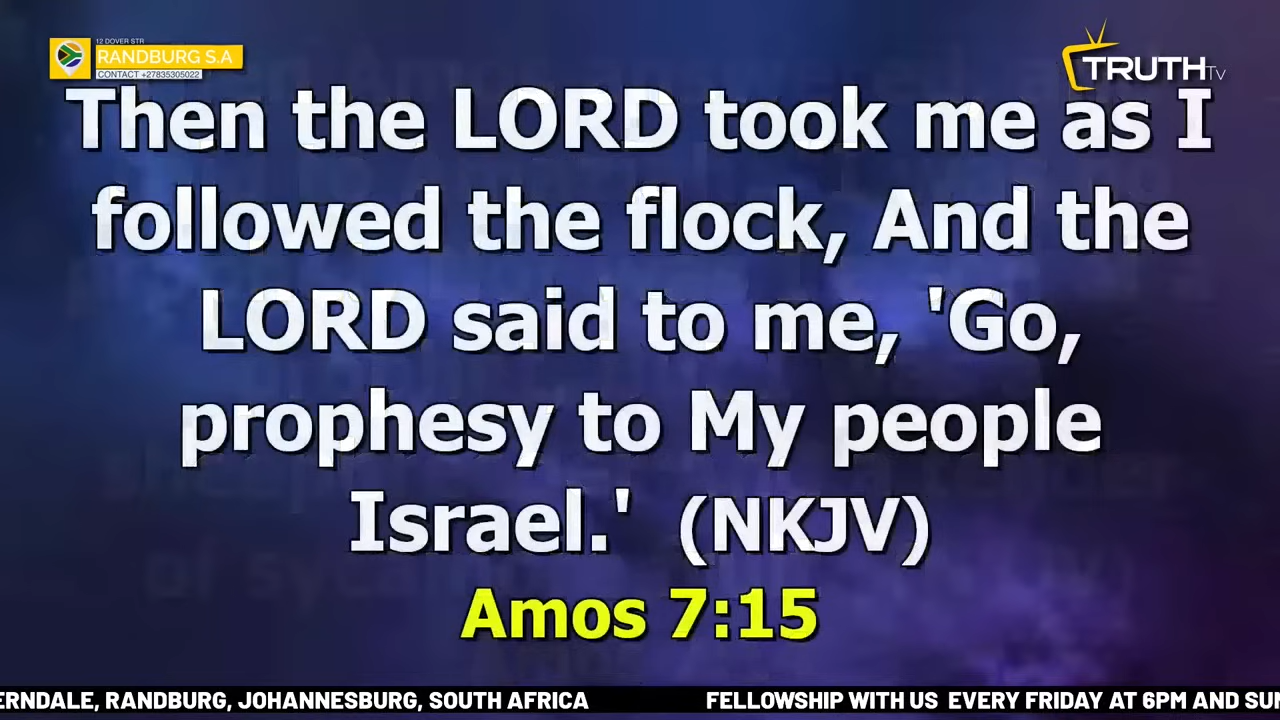 12 DOVER STR
RANDBURG S.A
CONTACT +27835305022
TRUTH TV
Then the LORD took me as I
followed the flock, And the
LORD said to me, 'Go,
prophesy to My people
Israel.' (NKJV)
Amos 7:15
ERNDALE, RANDBURG, JOHANNESBURG, SOUTH AFRICA FELLOWSHIP WITH US EVERY FRIDAY AT 6PM AND SUN